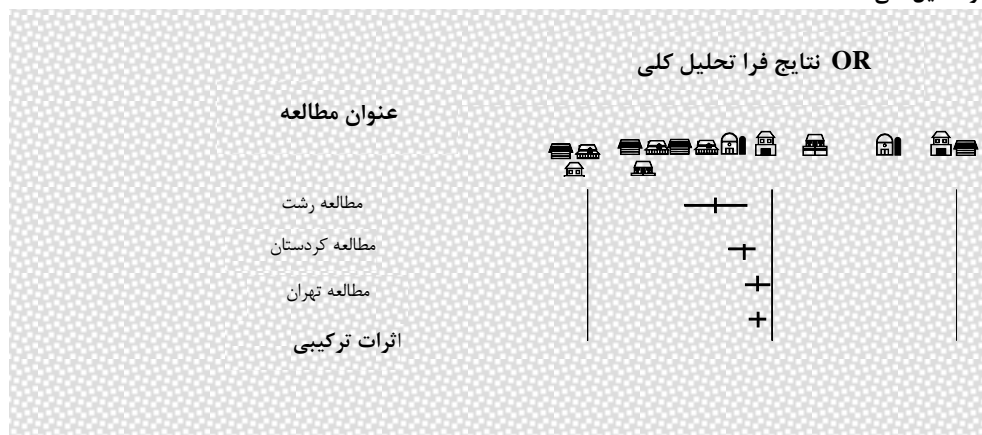 OR نتایج فرا تحلیل کلی
عنوان مطالعه
مطالعه رشت
مطالعه کردستان
مطالعه تهران
اثرات ترکیبی